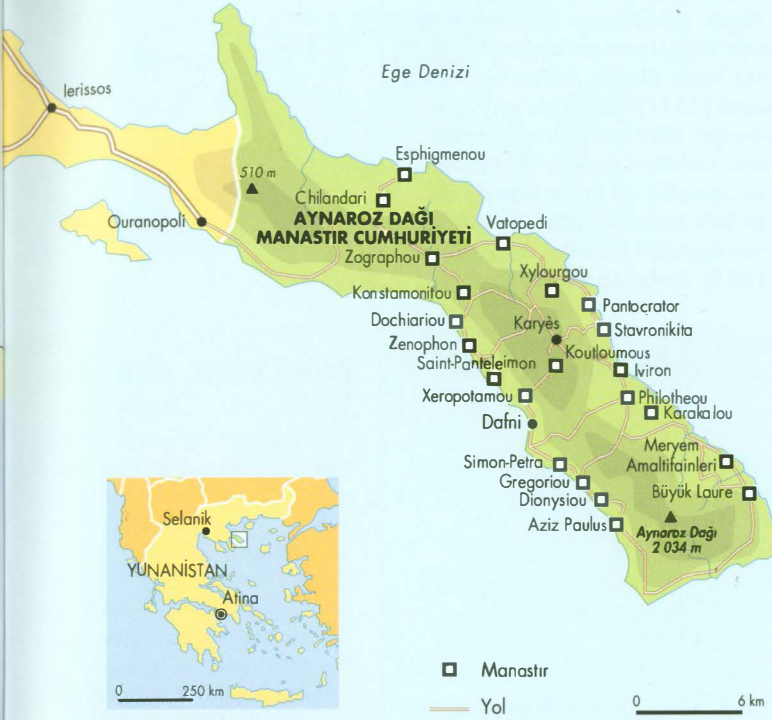 Ege Denizi
Ierissos
Esphigmenou
510 m
Chilandari
AYNAROZ DAĞI
MANASTIR CUMHURİYETİ
Ouranopoli
Vatopedi
Zographou
Xylourgou
Konstamonitou
Pantocrator
Dochiariou
Karyès
Stavronikita
Zenophon
Koutloumous
Saint-Panteleimon
Iviron
Xeropotamou
Philotheou
Karakalou
Dafni
Meryem
Amaltitainleri
Simon-Petra
Gregoriou
Büyük Laure
Dionysiou
Aziz Paulus
Aynaroz Dağı
2 034 m
Selanik
YUNANİSTAN
Atina
0 250 km
Manastır
Yol
0 6 km